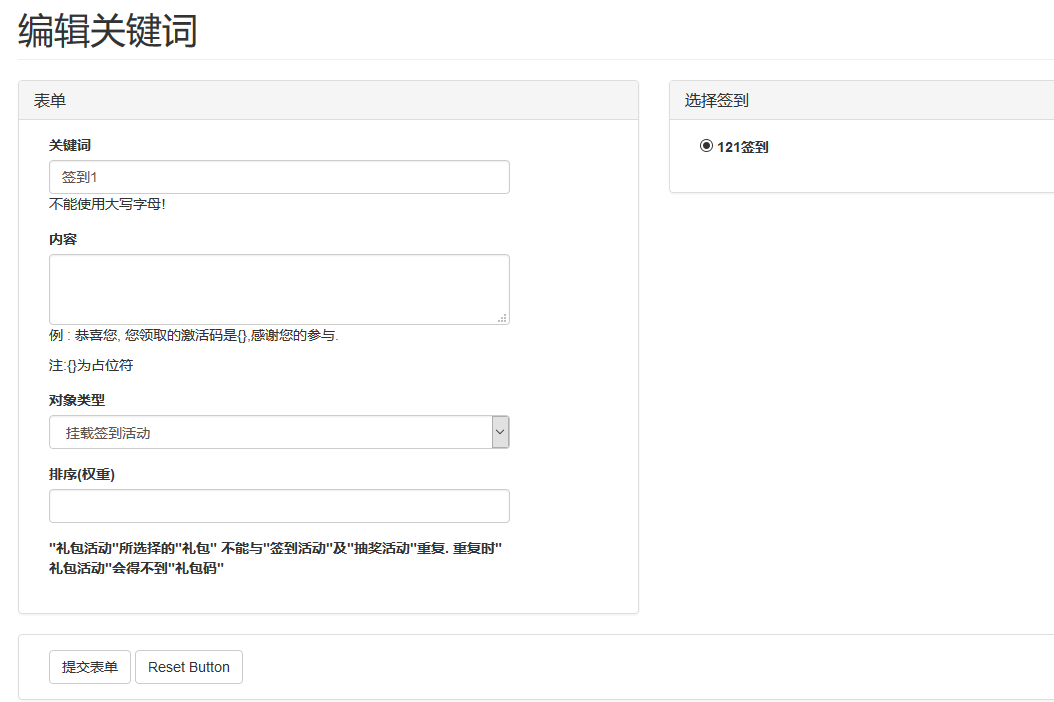 编辑关键词
表单
关键词
签到1
不能使用大写字母!
内容
例 : 恭喜您, 您领取的激活码是{},感谢您的参与.
注:{}为占位符
对象类型
挂载签到活动
排序(权重)
"礼包活动"所选择的"礼包" 不能与"签到活动"及"抽奖活动"重复. 重复时"
礼包活动"会得不到"礼包码"
选择签到
121签到
提交表单
Reset Button